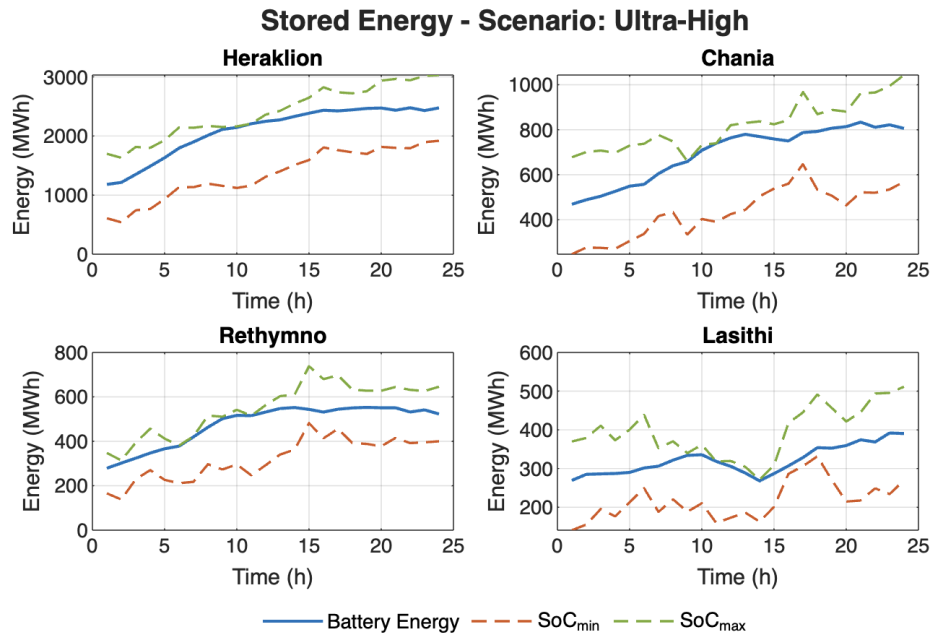 Stored Energy - Scenario: Ultra-High
Heraklion
Energy (MWh)
3000
2000
1000
0
0 5 10 15 20 25
Time (h)
Chania
Energy (MWh)
1000
800
600
400
0 5 10 15 20 25
Time (h)
Rethymno
Energy (MWh)
800
600
400
200
0
0 5 10 15 20 25
Time (h)
Lasithi
Energy (MWh)
600
500
400
300
200
0 5 10 15 20 25
Time (h)
Battery Energy SoCmin SoCmax